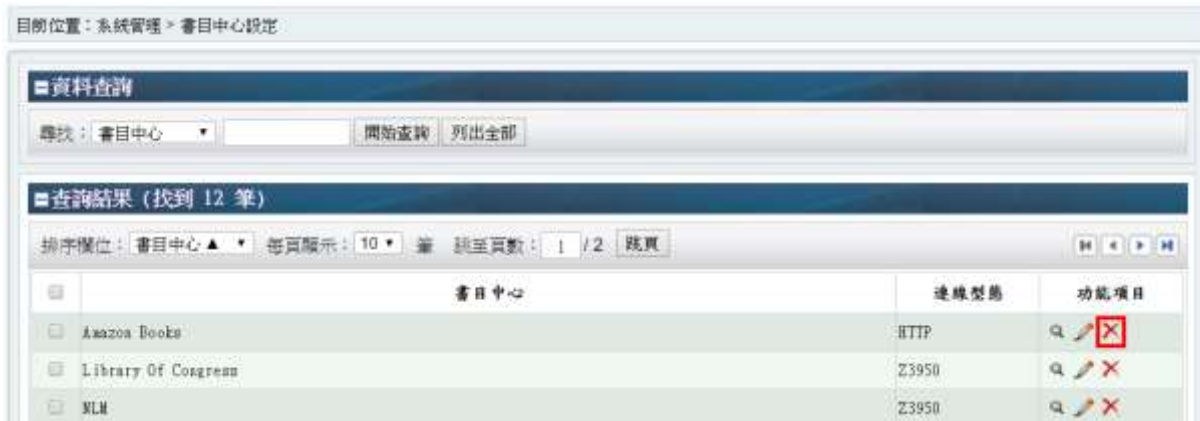 目前位置：系統管理 > 書目中心設定
資料查詢
尋找：書目中心 開始查詢 列出全部
查詢結果 (找到 12 筆)
排序欄位：書目中心▲ 每頁顯示：10 筆 跳至頁數：1 /2 跳頁
書目中心 連線型態 功能項目
Amazon Books HTTP
Library Of Congress Z3950
NLM Z3950